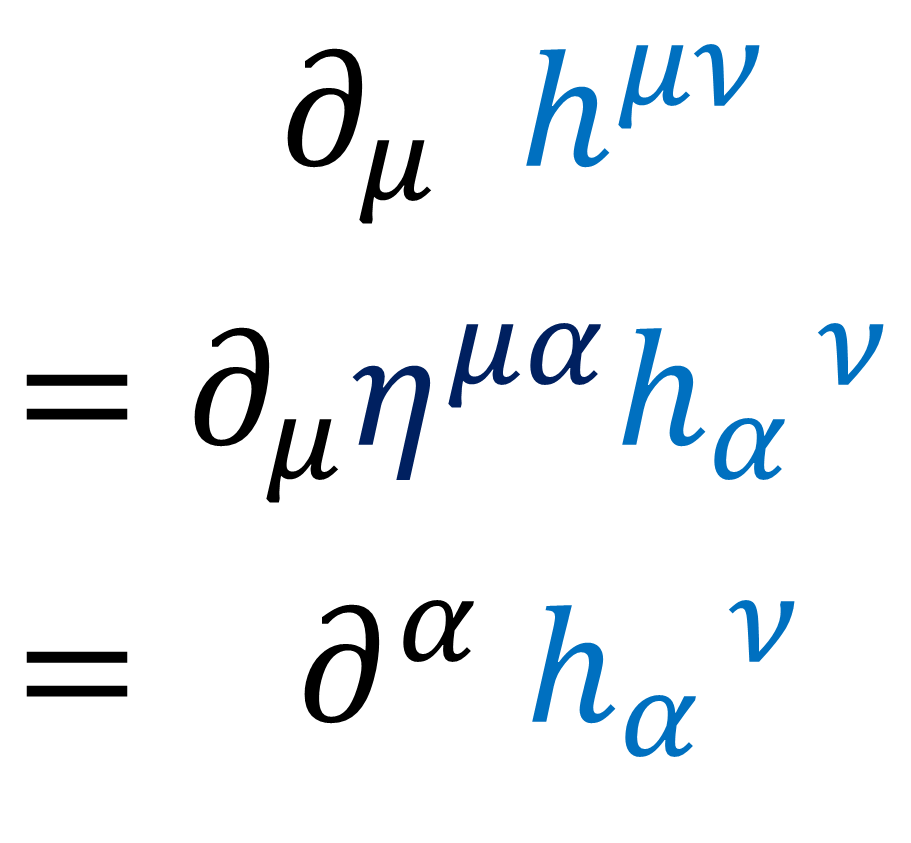 ∂_μ h^{μν}
= ∂_μ η^{μα} h_α^ν
= ∂^α h_α^ν